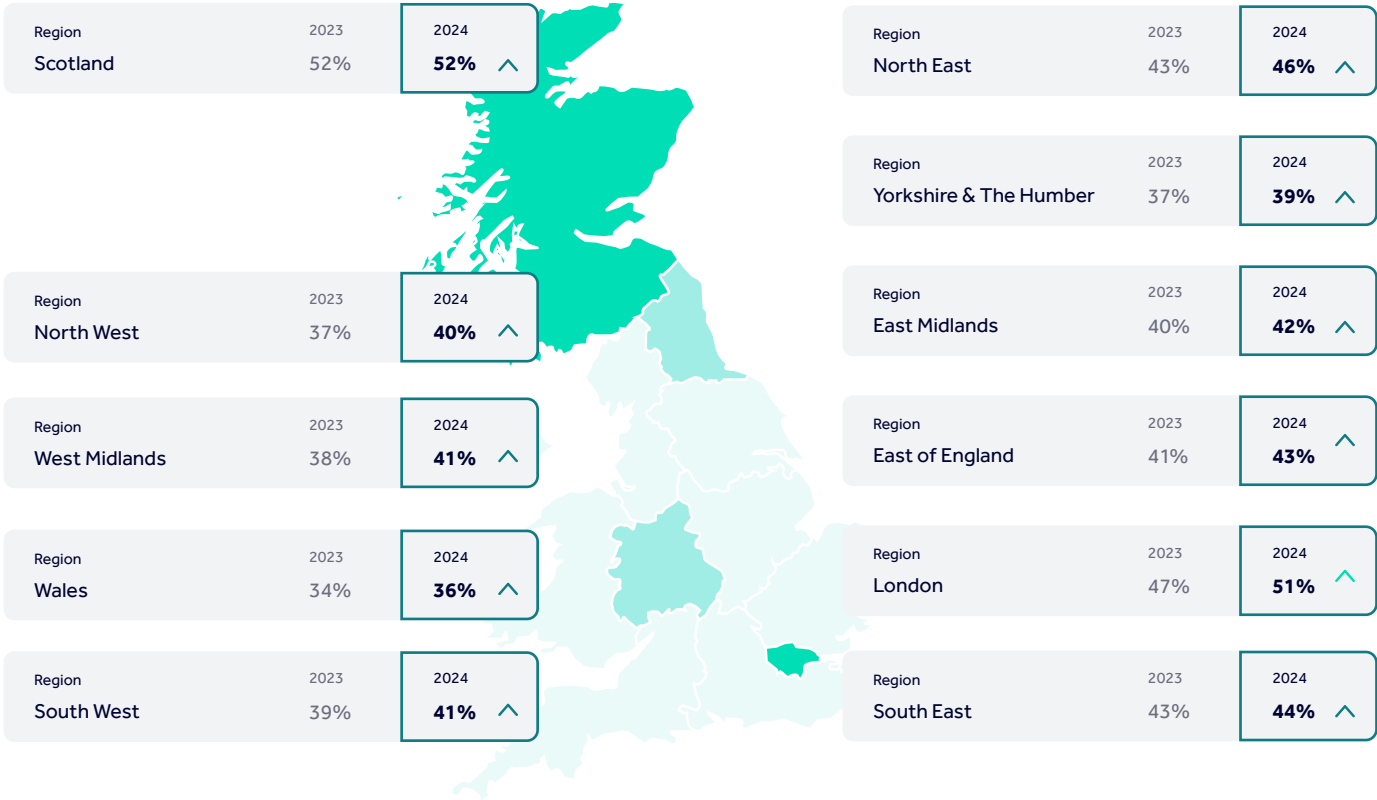 Region 2023 2024
Scotland 52% 52%
Region 2023 2024
North West 37% 40%
Region 2023 2024
West Midlands 38% 41%
Region 2023 2024
Wales 34% 36%
Region 2023 2024
South West 39% 41%
Region 2023 2024
North East 43% 46%
Region 2023 2024
Yorkshire & The Humber 37% 39%
Region 2023 2024
East Midlands 40% 42%
Region 2023 2024
East of England 41% 43%
Region 2023 2024
London 47% 51%
Region 2023 2024
South East 43% 44%